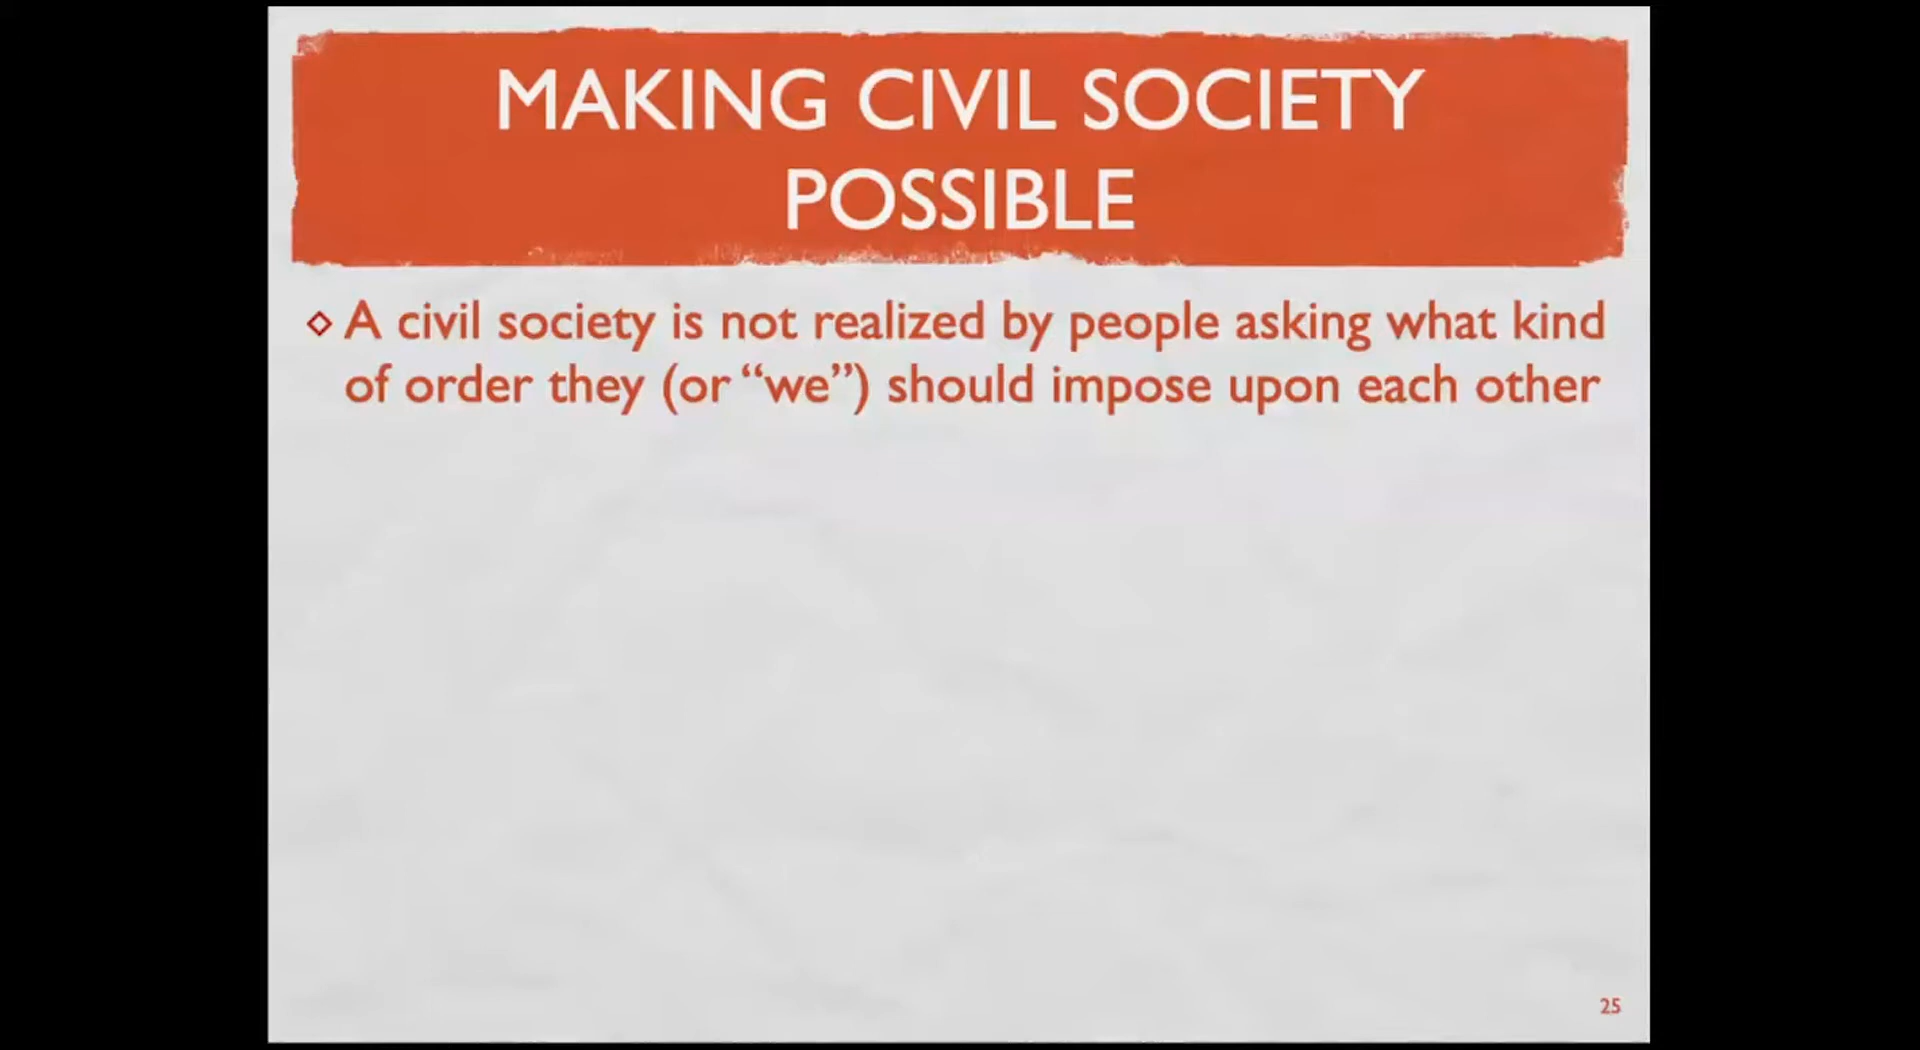 MAKING CIVIL SOCIETY
POSSIBLE
◇ A civil society is not realized by people asking what kind
of order they (or “we”) should impose upon each other
25